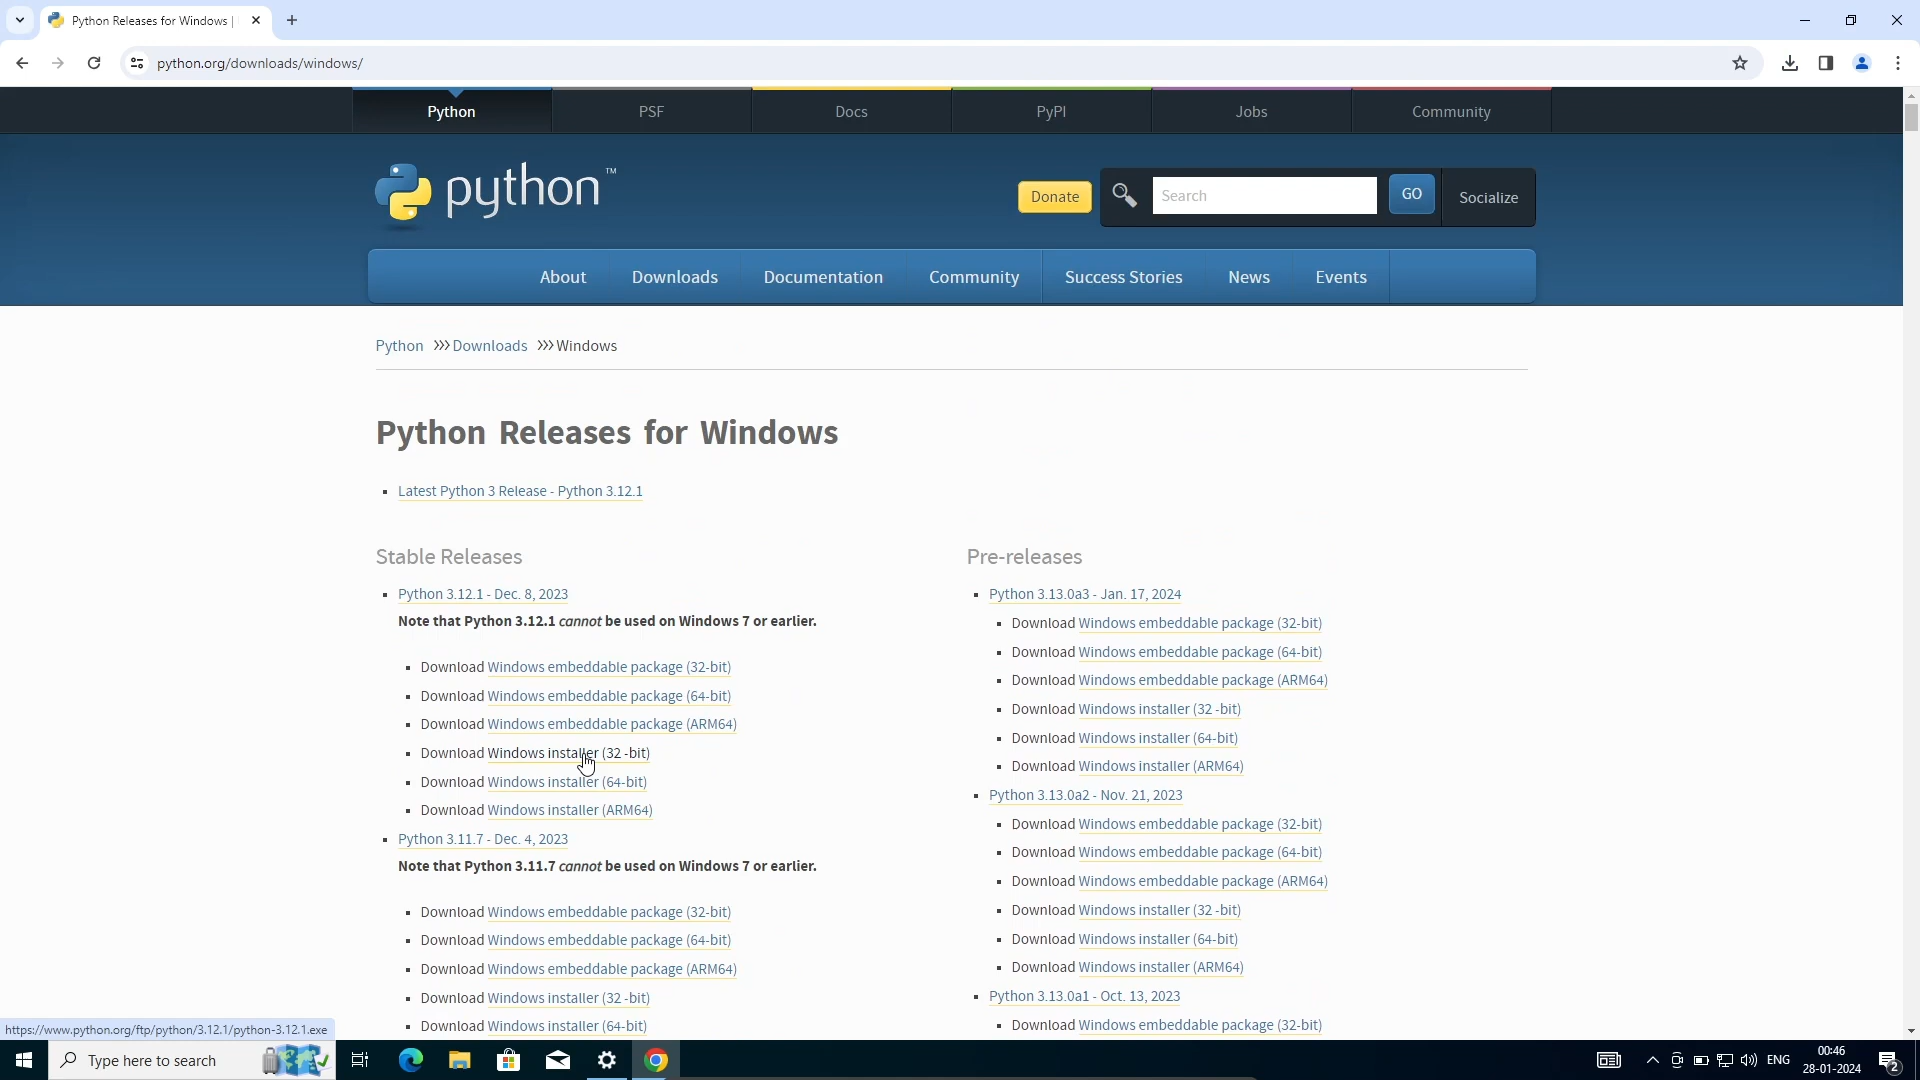 Python Releases for Windows |
python.org/downloads/windows/
Python
PSF
Docs
PyPI
Jobs
Community
python™
Donate
Search
GO
Socialize
About
Downloads
Documentation
Community
Success Stories
News
Events
Python >>> Downloads >>> Windows
Python Releases for Windows
Latest Python 3 Release - Python 3.12.1
Stable Releases
Python 3.12.1 - Dec. 8, 2023
Note that Python 3.12.1 cannot be used on Windows 7 or earlier.
Download Windows embeddable package (32-bit)
Download Windows embeddable package (64-bit)
Download Windows embeddable package (ARM64)
Download Windows installer (32 -bit)
Download Windows installer (64-bit)
Download Windows installer (ARM64)
Python 3.11.7 - Dec. 4, 2023
Note that Python 3.11.7 cannot be used on Windows 7 or earlier.
Download Windows embeddable package (32-bit)
Download Windows embeddable package (64-bit)
Download Windows embeddable package (ARM64)
Download Windows installer (32 -bit)
Download Windows installer (64-bit)
Pre-releases
Python 3.13.0a3 - Jan. 17, 2024
Download Windows embeddable package (32-bit)
Download Windows embeddable package (64-bit)
Download Windows embeddable package (ARM64)
Download Windows installer (32 -bit)
Download Windows installer (64-bit)
Download Windows installer (ARM64)
Python 3.13.0a2 - Nov. 21, 2023
Download Windows embeddable package (32-bit)
Download Windows embeddable package (64-bit)
Download Windows embeddable package (ARM64)
Download Windows installer (32 -bit)
Download Windows installer (64-bit)
Download Windows installer (ARM64)
Python 3.13.0a1 - Oct. 13, 2023
Download Windows embeddable package (32-bit)
https://www.python.org/ftp/python/3.12.1/python-3.12.1.exe
Type here to search
ENG
00:46
28-01-2024
2